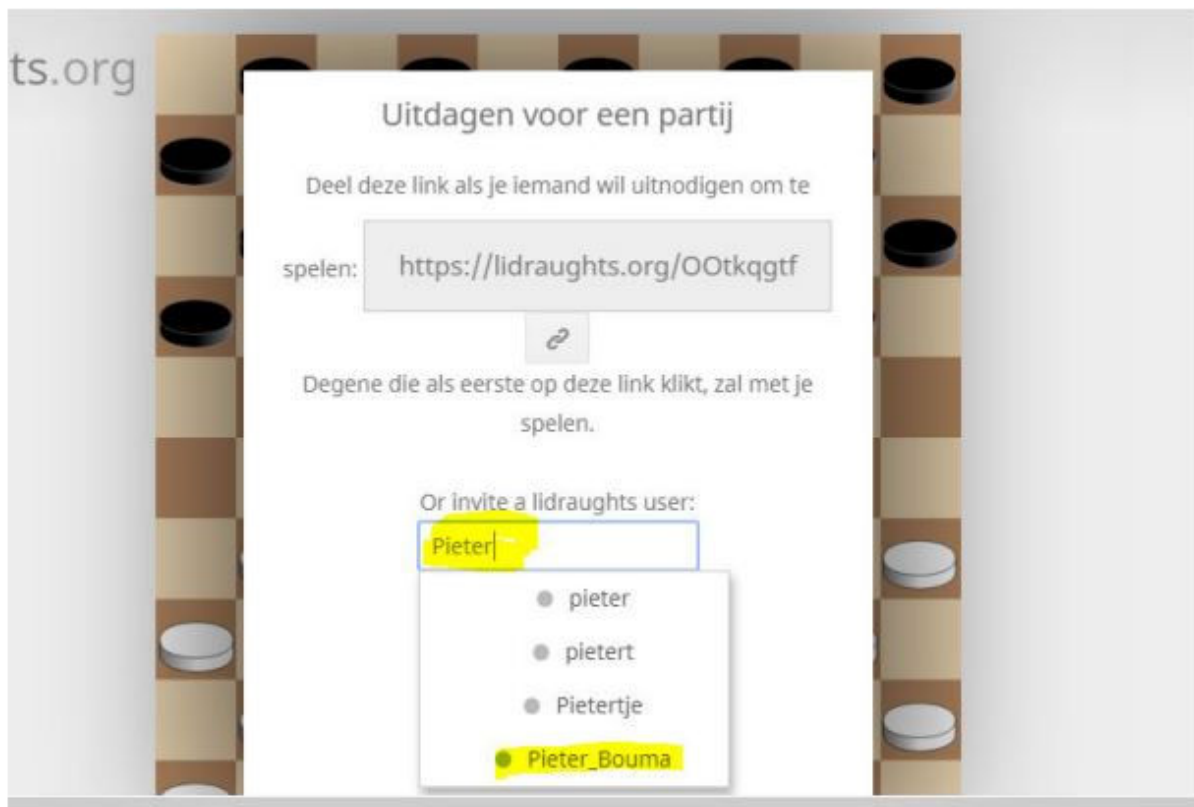 ts.org
Uitdagen voor een partij
Deel deze link als je iemand wil uitnodigen om te
spelen: https://lidraughts.org/OOtkqgtf
Degene die als eerste op deze link klikt, zal met je
spelen.
Or invite a lidraughts user:
Pieter
pieter
pietert
Pietertje
Pieter_Bouma